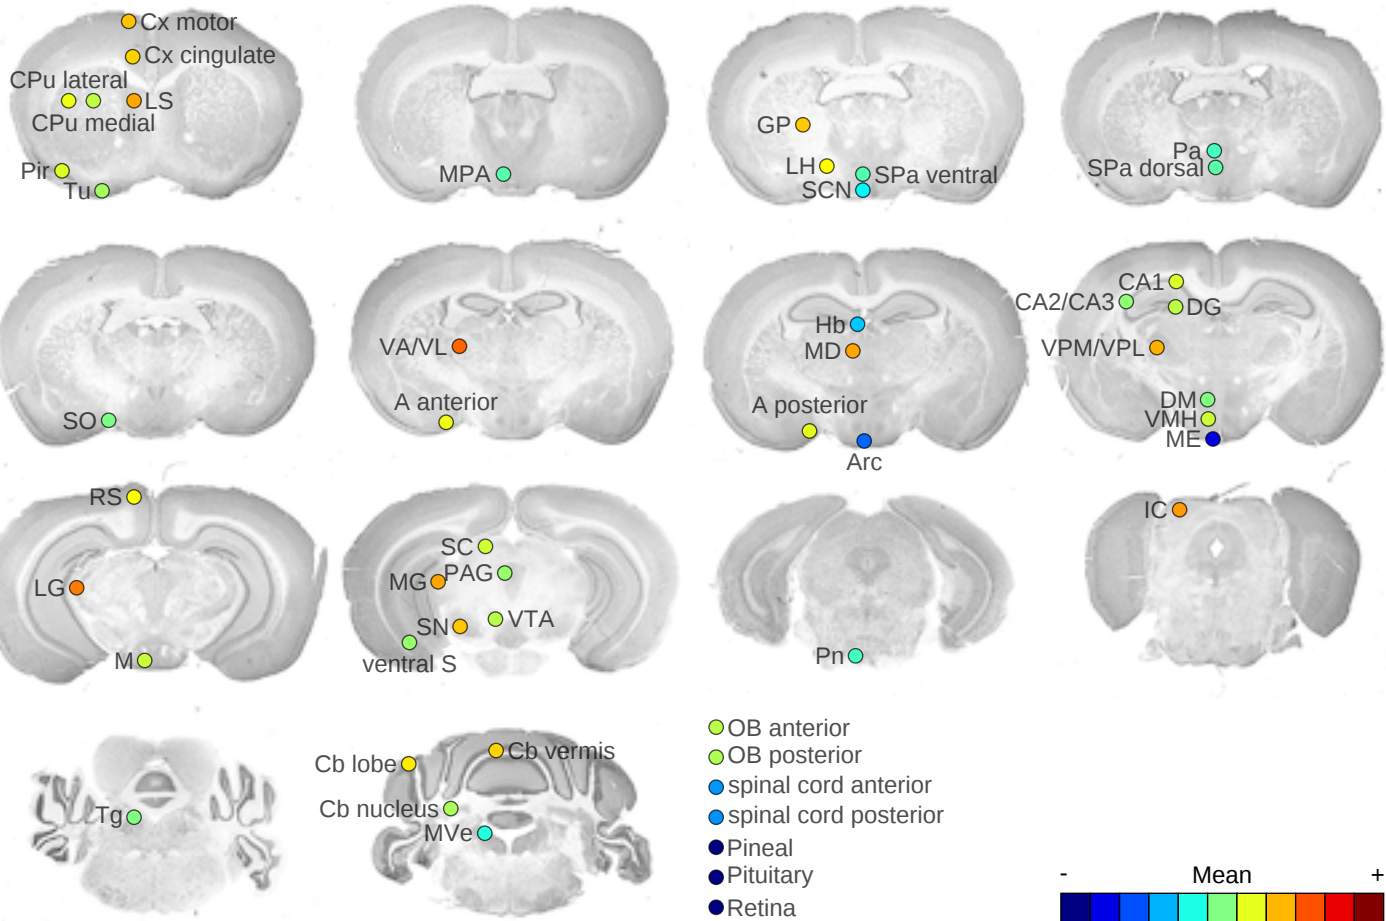 Cx motor
Cx cingulate
CPu lateral
LS
CPu medial
Pir
Tu
MPA
GP
LH
SPa ventral
SCN
Pa
SPa dorsal
SO
VA/VL
A anterior
Hb
MD
A posterior
Arc
CA1
CA2/CA3
DG
VPM/VPL
DM
VMH
ME
RS
LG
M
SC
PAG
MG
SN
VTA
ventral S
Pn
IC
Tg
Cb lobe
Cb vermis
Cb nucleus
MVe
OB anterior
OB posterior
spinal cord anterior
spinal cord posterior
Pineal
Pituitary
Retina
- Mean +